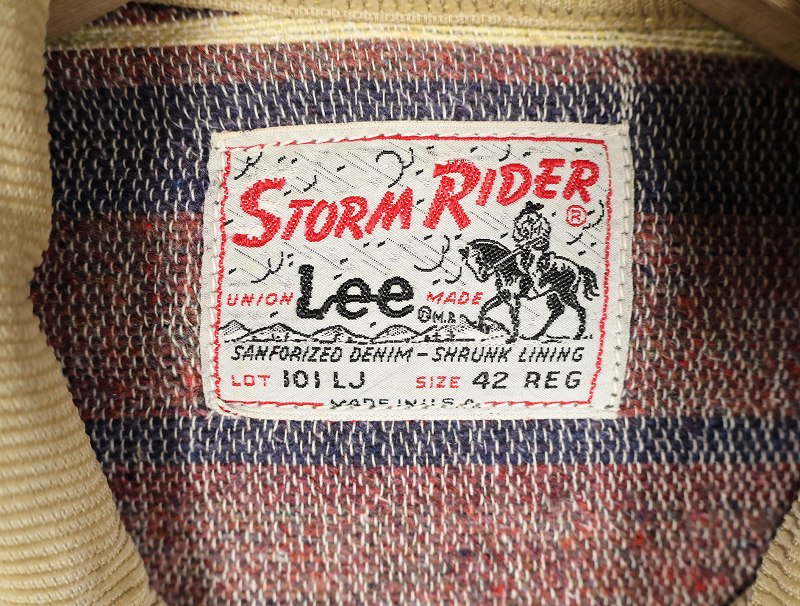 STORM RIDER ®
UNION Lee MADE
® M.R.
SANFORIZED DENIM - SHRUNK LINING
LOT 101 LJ SIZE 42 REG
MADE IN U.S.A.